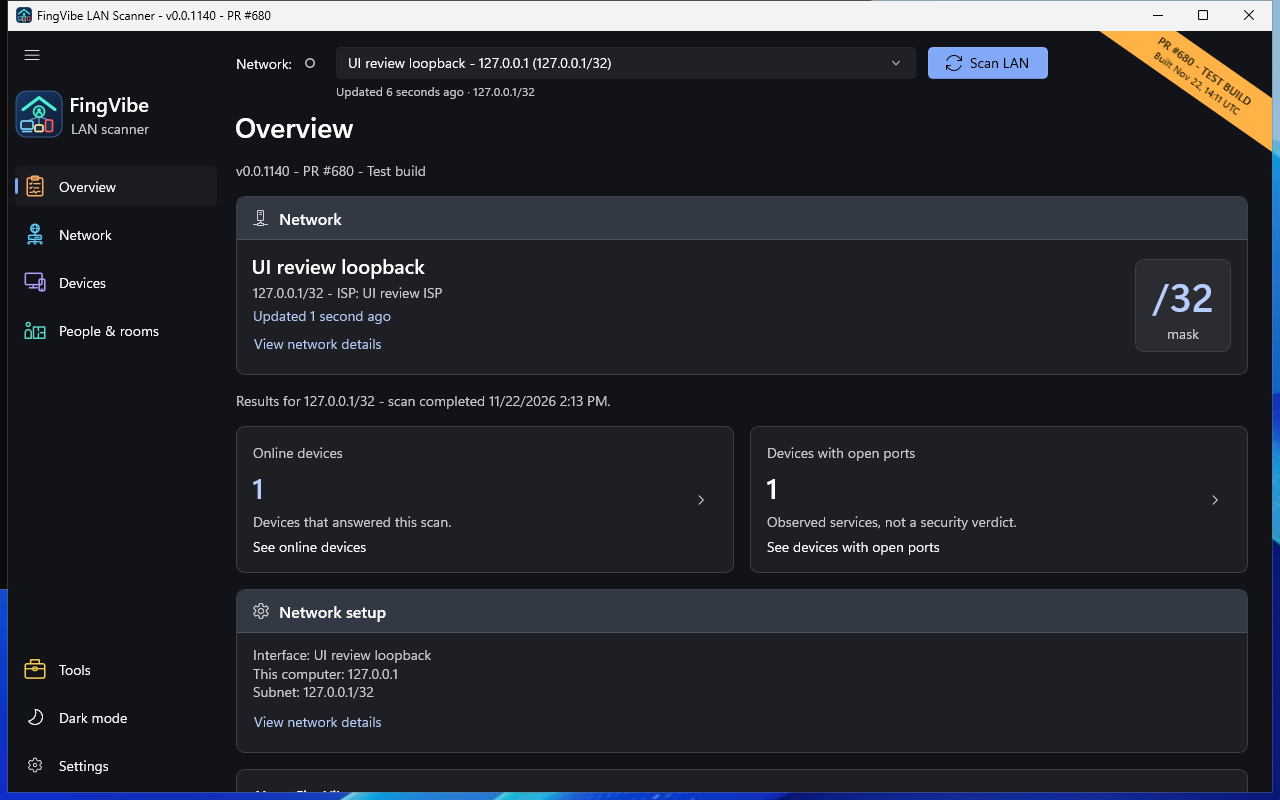 FingVibe LAN Scanner - v0.0.1140 - PR #680
Network:
UI review loopback - 127.0.0.1 (127.0.0.1/32)
Scan LAN
Updated 6 seconds ago · 127.0.0.1/32
PR #680 - TEST BUILD
Built Nov 22, 14:11 UTC
FingVibe
LAN scanner
Overview
Network
Devices
People & rooms
Tools
Dark mode
Settings
Overview
v0.0.1140 - PR #680 - Test build
Network
UI review loopback
127.0.0.1/32 - ISP: UI review ISP
Updated 1 second ago
View network details
/32
mask
Results for 127.0.0.1/32 - scan completed 11/22/2026 2:13 PM.
Online devices
1
Devices that answered this scan.
See online devices
Devices with open ports
1
Observed services, not a security verdict.
See devices with open ports
Network setup
Interface: UI review loopback
This computer: 127.0.0.1
Subnet: 127.0.0.1/32
View network details